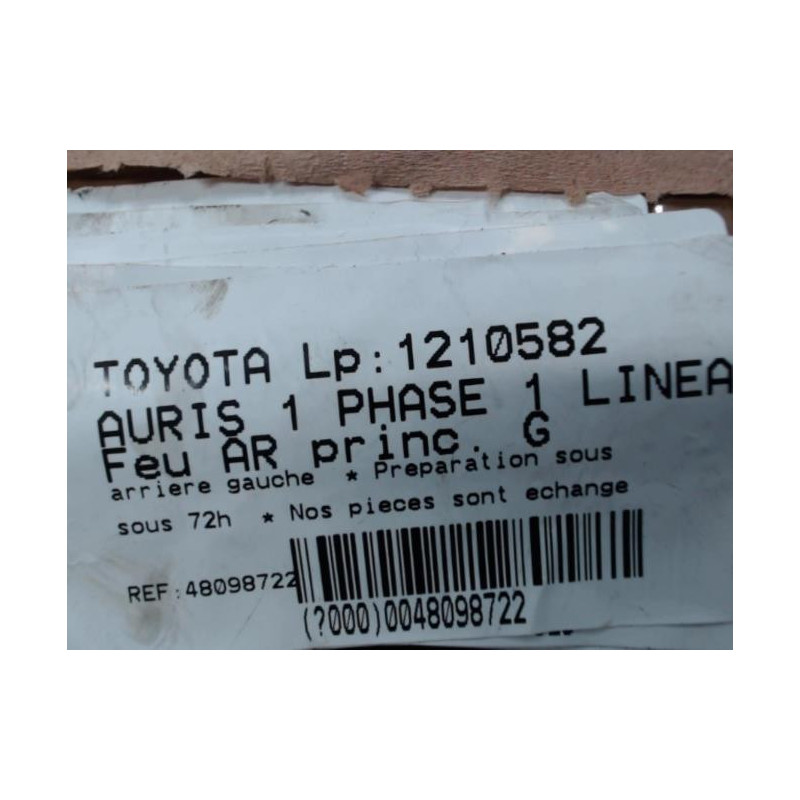 TOYOTA Lp:1210582
AURIS 1 PHASE 1 LINEA
Feu AR princ. G
arriere gauche * Preparation sous
sous 72h * Nos pieces sont echange
REF:48098722
(?000)0048098722